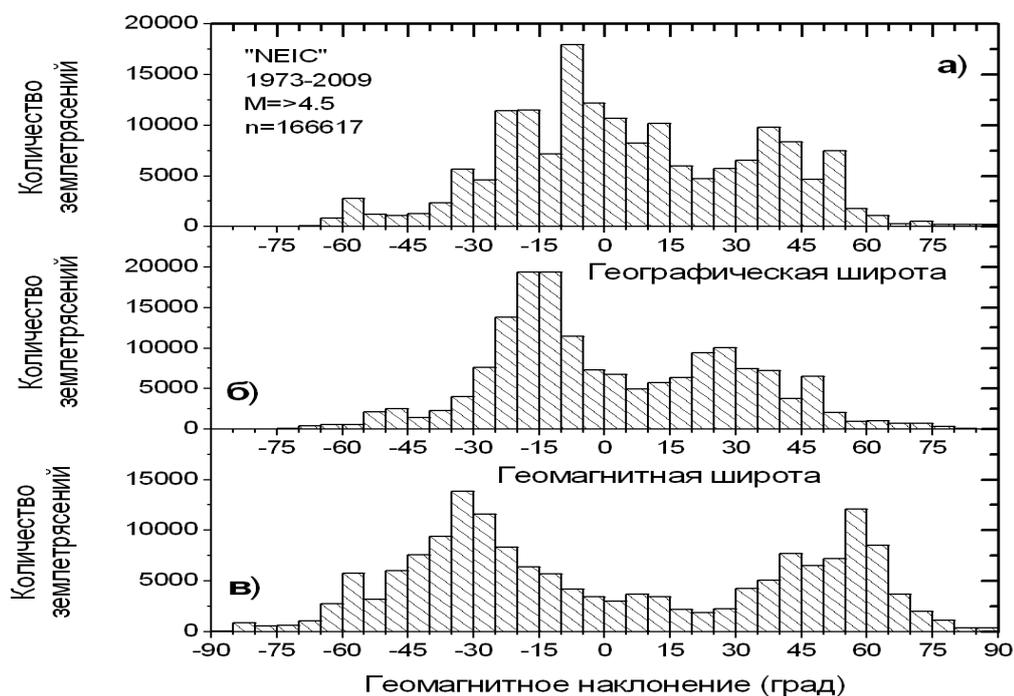 Количество
землетрясений
20000
15000
10000
5000
0
"NEIC"
1973-2009
M=>4.5
n=166617
а)
-75 -60 -45 -30 -15 0 15 30 45 60 75
Географическая широта
Количество
землетрясений
20000
15000
10000
5000
0
б)
-75 -60 -45 -30 -15 0 15 30 45 60 75
Геомагнитная широта
Количество
землетрясений
15000
10000
5000
0
в)
-90 -75 -60 -45 -30 -15 0 15 30 45 60 75 90
Геомагнитное наклонение (град)